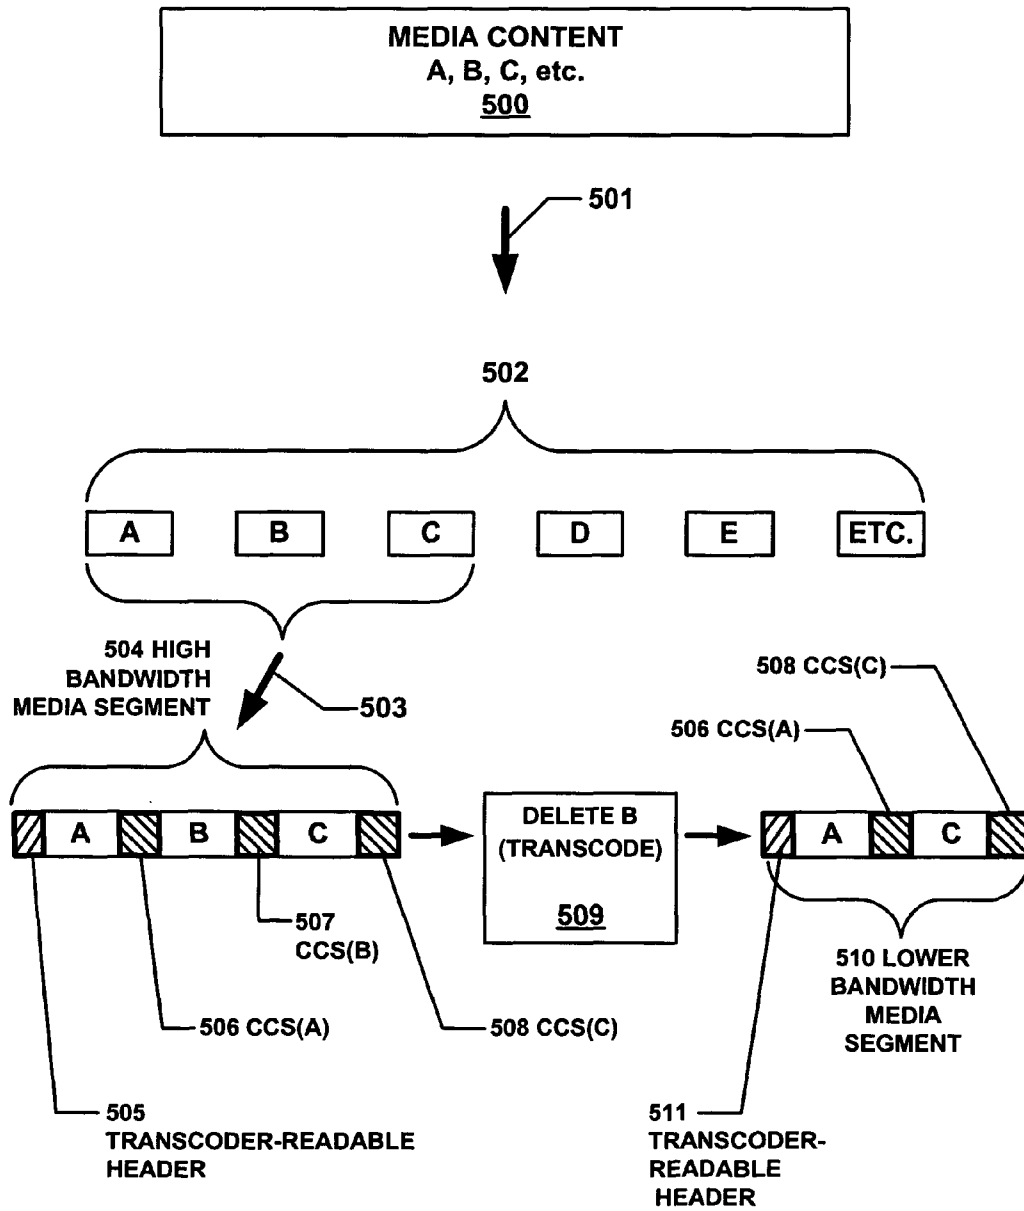 MEDIA CONTENT
A, B, C, etc.
500
501
502
A
B
C
D
E
ETC.
504 HIGH
BANDWIDTH
MEDIA SEGMENT
503
508 CCS(C)
506 CCS(A)
A
B
C
DELETE B
(TRANSCODE)
509
A
C
507
CCS(B)
506 CCS(A)
508 CCS(C)
510 LOWER
BANDWIDTH
MEDIA
SEGMENT
505
TRANSCODER-READABLE
HEADER
511
TRANSCODER-
READABLE
HEADER